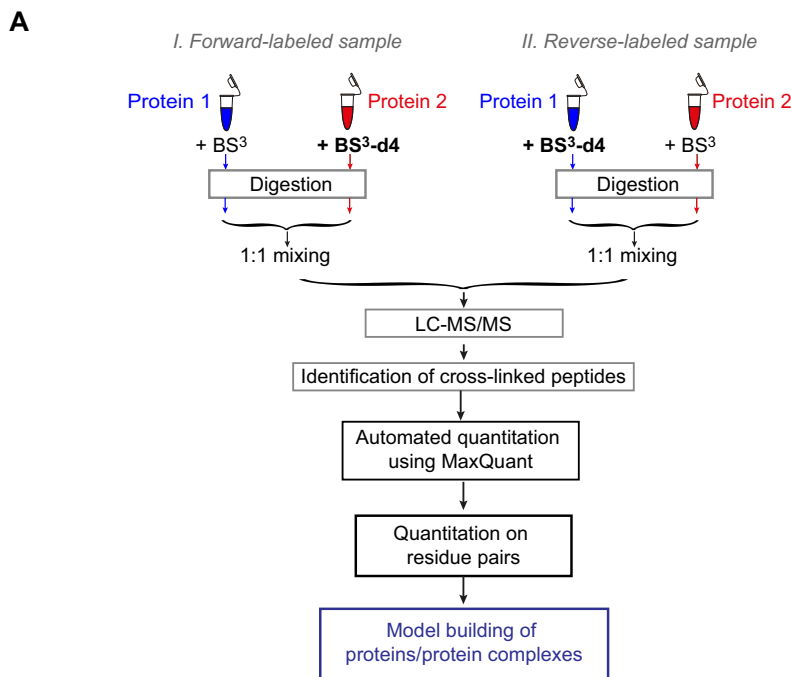 A
I. Forward-labeled sample
II. Reverse-labeled sample
Protein 1
Protein 2
Protein 1
Protein 2
+ BS³
+ BS³-d4
+ BS³-d4
+ BS³
Digestion
Digestion
1:1 mixing
1:1 mixing
LC-MS/MS
Identification of cross-linked peptides
Automated quantitation
using MaxQuant
Quantitation on
residue pairs
Model building of
proteins/protein complexes